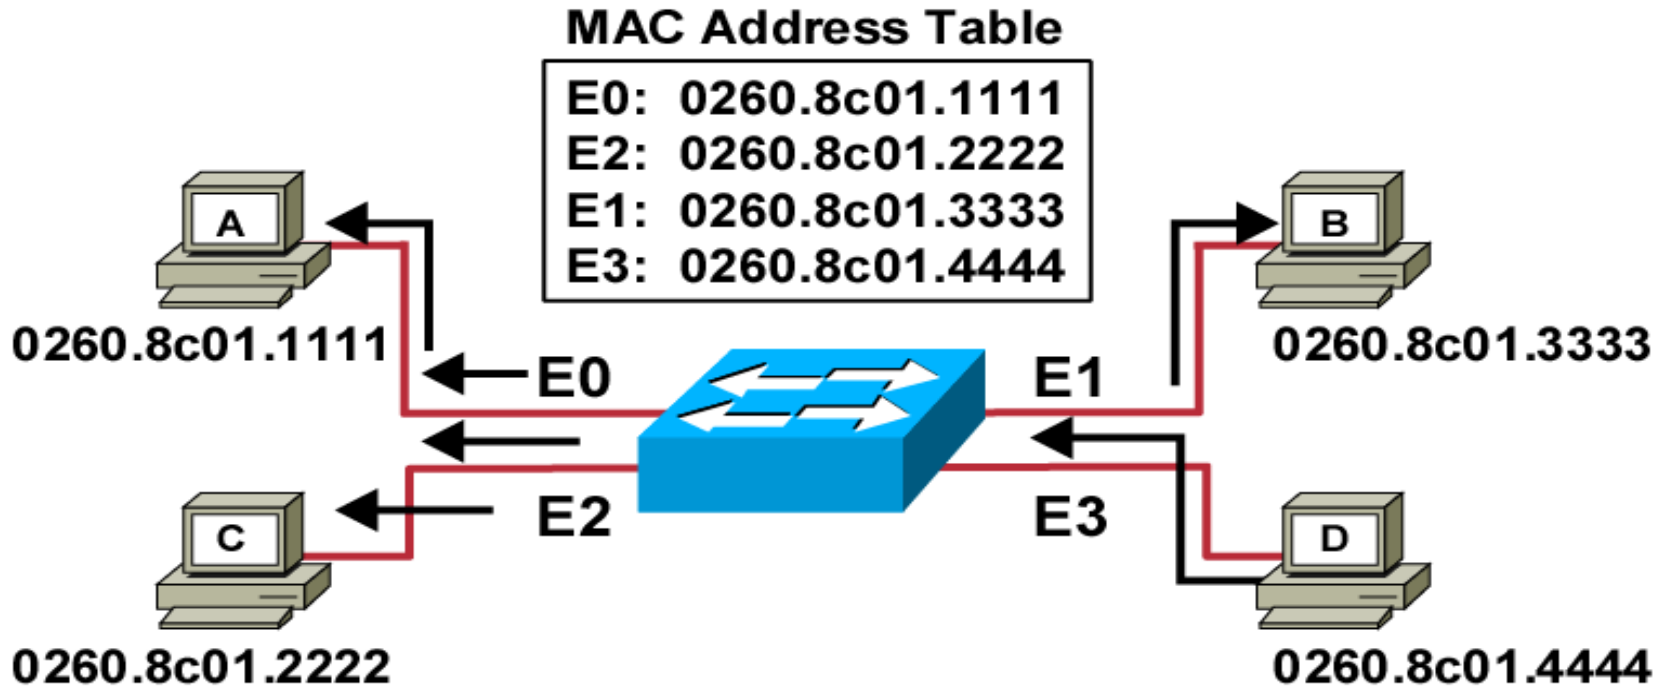 MAC Address Table
E0: 0260.8c01.1111
E2: 0260.8c01.2222
E1: 0260.8c01.3333
E3: 0260.8c01.4444
A
B
0260.8c01.1111
0260.8c01.3333
E0
E1
E2
E3
C
D
0260.8c01.2222
0260.8c01.4444